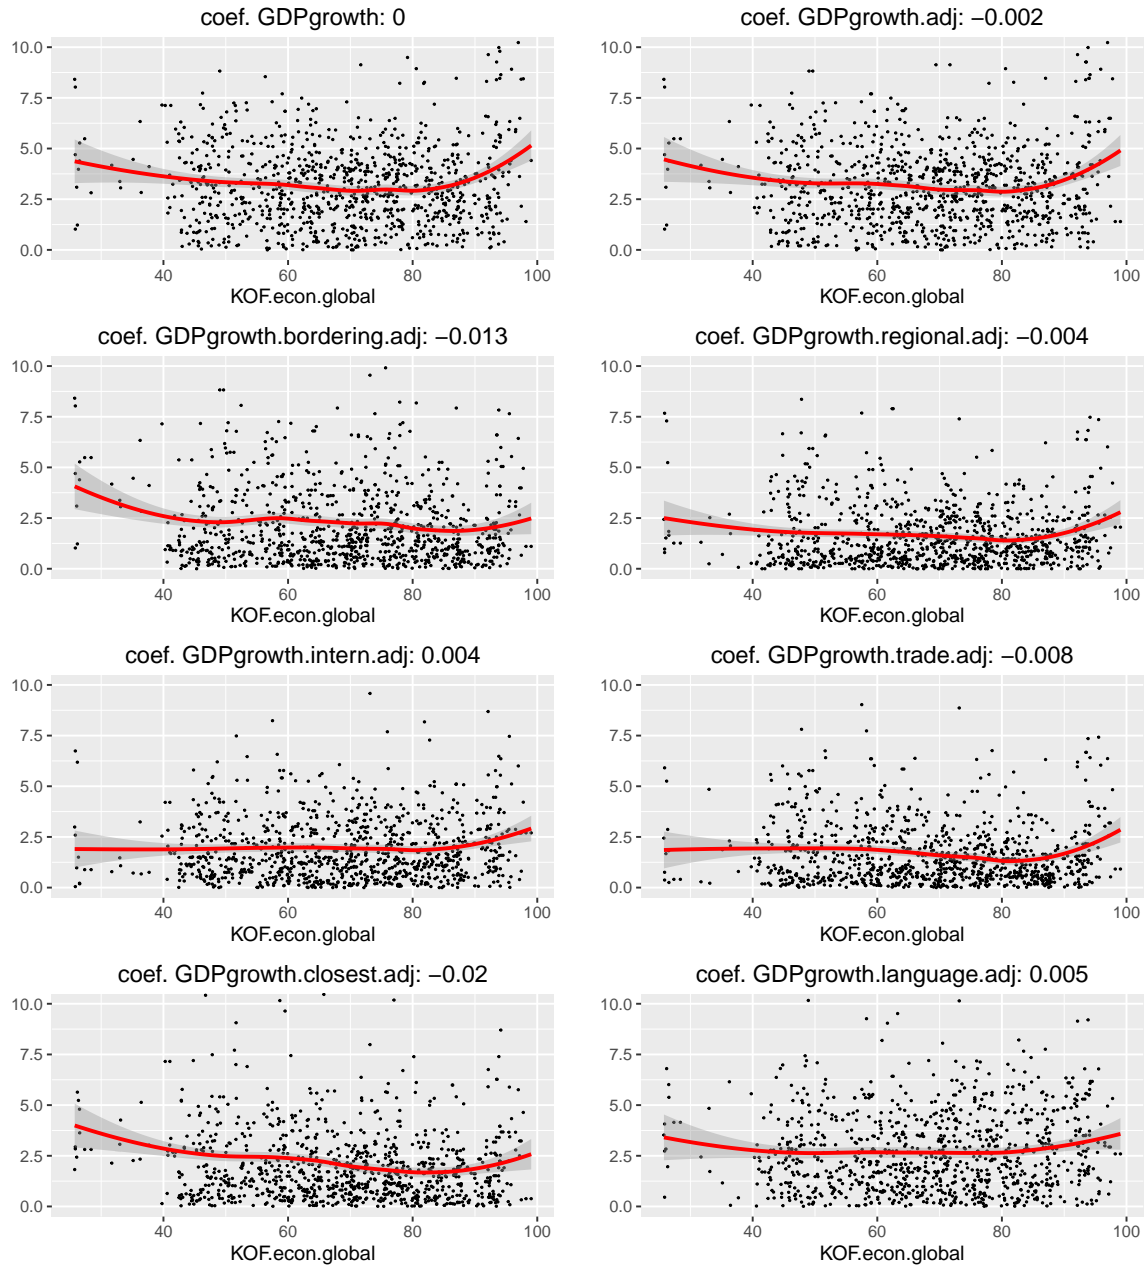 coef. GDPgrowth: 0
10.0
7.5
5.0
2.5
0.0
40 60 80 100
KOF.econ.global
coef. GDPgrowth.adj: −0.002
10.0
7.5
5.0
2.5
0.0
40 60 80 100
KOF.econ.global
coef. GDPgrowth.bordering.adj: −0.013
10.0
7.5
5.0
2.5
0.0
40 60 80 100
KOF.econ.global
coef. GDPgrowth.regional.adj: −0.004
10.0
7.5
5.0
2.5
0.0
40 60 80 100
KOF.econ.global
coef. GDPgrowth.intern.adj: 0.004
10.0
7.5
5.0
2.5
0.0
40 60 80 100
KOF.econ.global
coef. GDPgrowth.trade.adj: −0.008
10.0
7.5
5.0
2.5
0.0
40 60 80 100
KOF.econ.global
coef. GDPgrowth.closest.adj: −0.02
10.0
7.5
5.0
2.5
0.0
40 60 80 100
KOF.econ.global
coef. GDPgrowth.language.adj: 0.005
10.0
7.5
5.0
2.5
0.0
40 60 80 100
KOF.econ.global